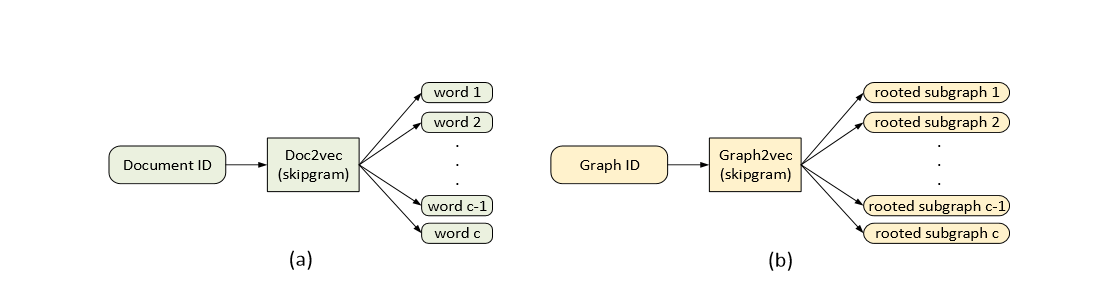 Document ID
Doc2vec
(skipgram)
word 1
word 2
.
.
.
word c-1
word c
(a)
Graph ID
Graph2vec
(skipgram)
rooted subgraph 1
rooted subgraph 2
.
.
.
rooted subgraph c-1
rooted subgraph c
(b)